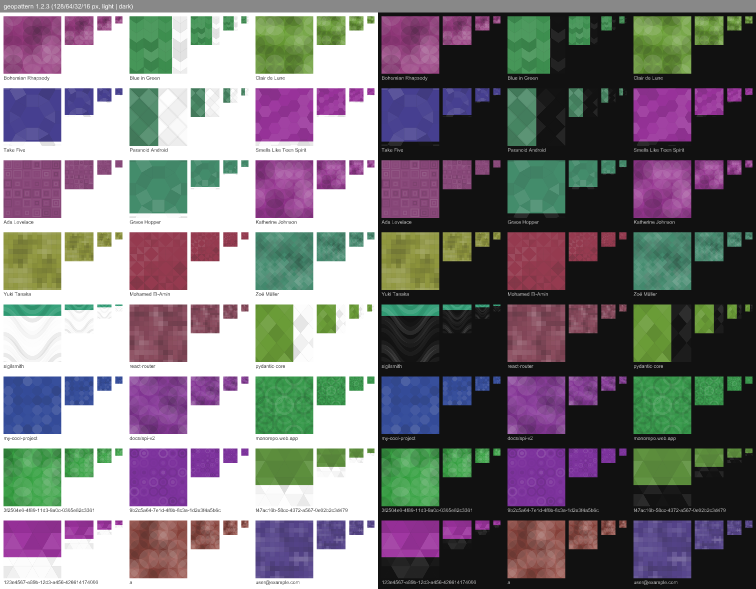 geopattern 1.2.3 (128/64/32/16 px, light | dark)
Bohemian Rhapsody Blue in Green Clair de Lune Bohemian Rhapsody Blue in Green Clair de Lune
Take Five Paranoid Android Smells Like Teen Spirit Take Five Paranoid Android Smells Like Teen Spirit
Ada Lovelace Grace Hopper Katherine Johnson Ada Lovelace Grace Hopper Katherine Johnson
Yuki Tanaka Mohamed El-Amin Zoë Müller Yuki Tanaka Mohamed El-Amin Zoë Müller
sigilsmith react-router pydantic-core sigilsmith react-router pydantic-core
my-cool-project docs/api-v2 monorepo.web.app my-cool-project docs/api-v2 monorepo.web.app
a user@example.com a user@example.com